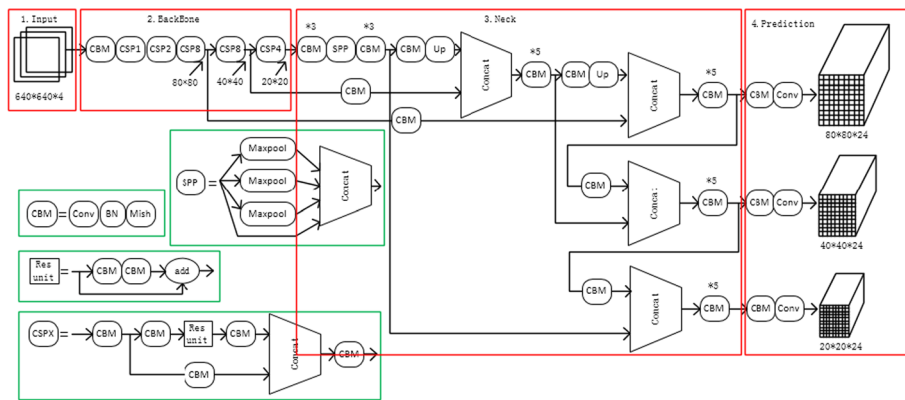 1. Input
2. BackBone
3. Neck
4. Prediction
*3
*3
CBM CSP1 CSP2 CSP8 CSP8 CSP4 CBM SPP CBM CBM Up
Concat
*5
CBM CBM Up
Concat
*5
CBM CBM Conv
640*640*4
80*80
40*40
20*20
CBM
CBM
80*80*24
SPP =
Maxpool
Maxpool
Maxpool
Concat
CBM
Conca:
*5
CBM CBM Conv
40*40*24
CBM = Conv BN Mish
Res unit = CBM CBM add
CBM
Concat
*5
CBM CBM Conv
20*20*24
CSPX = CBM CBM Res unit CBM
CBM
Concat
CBM